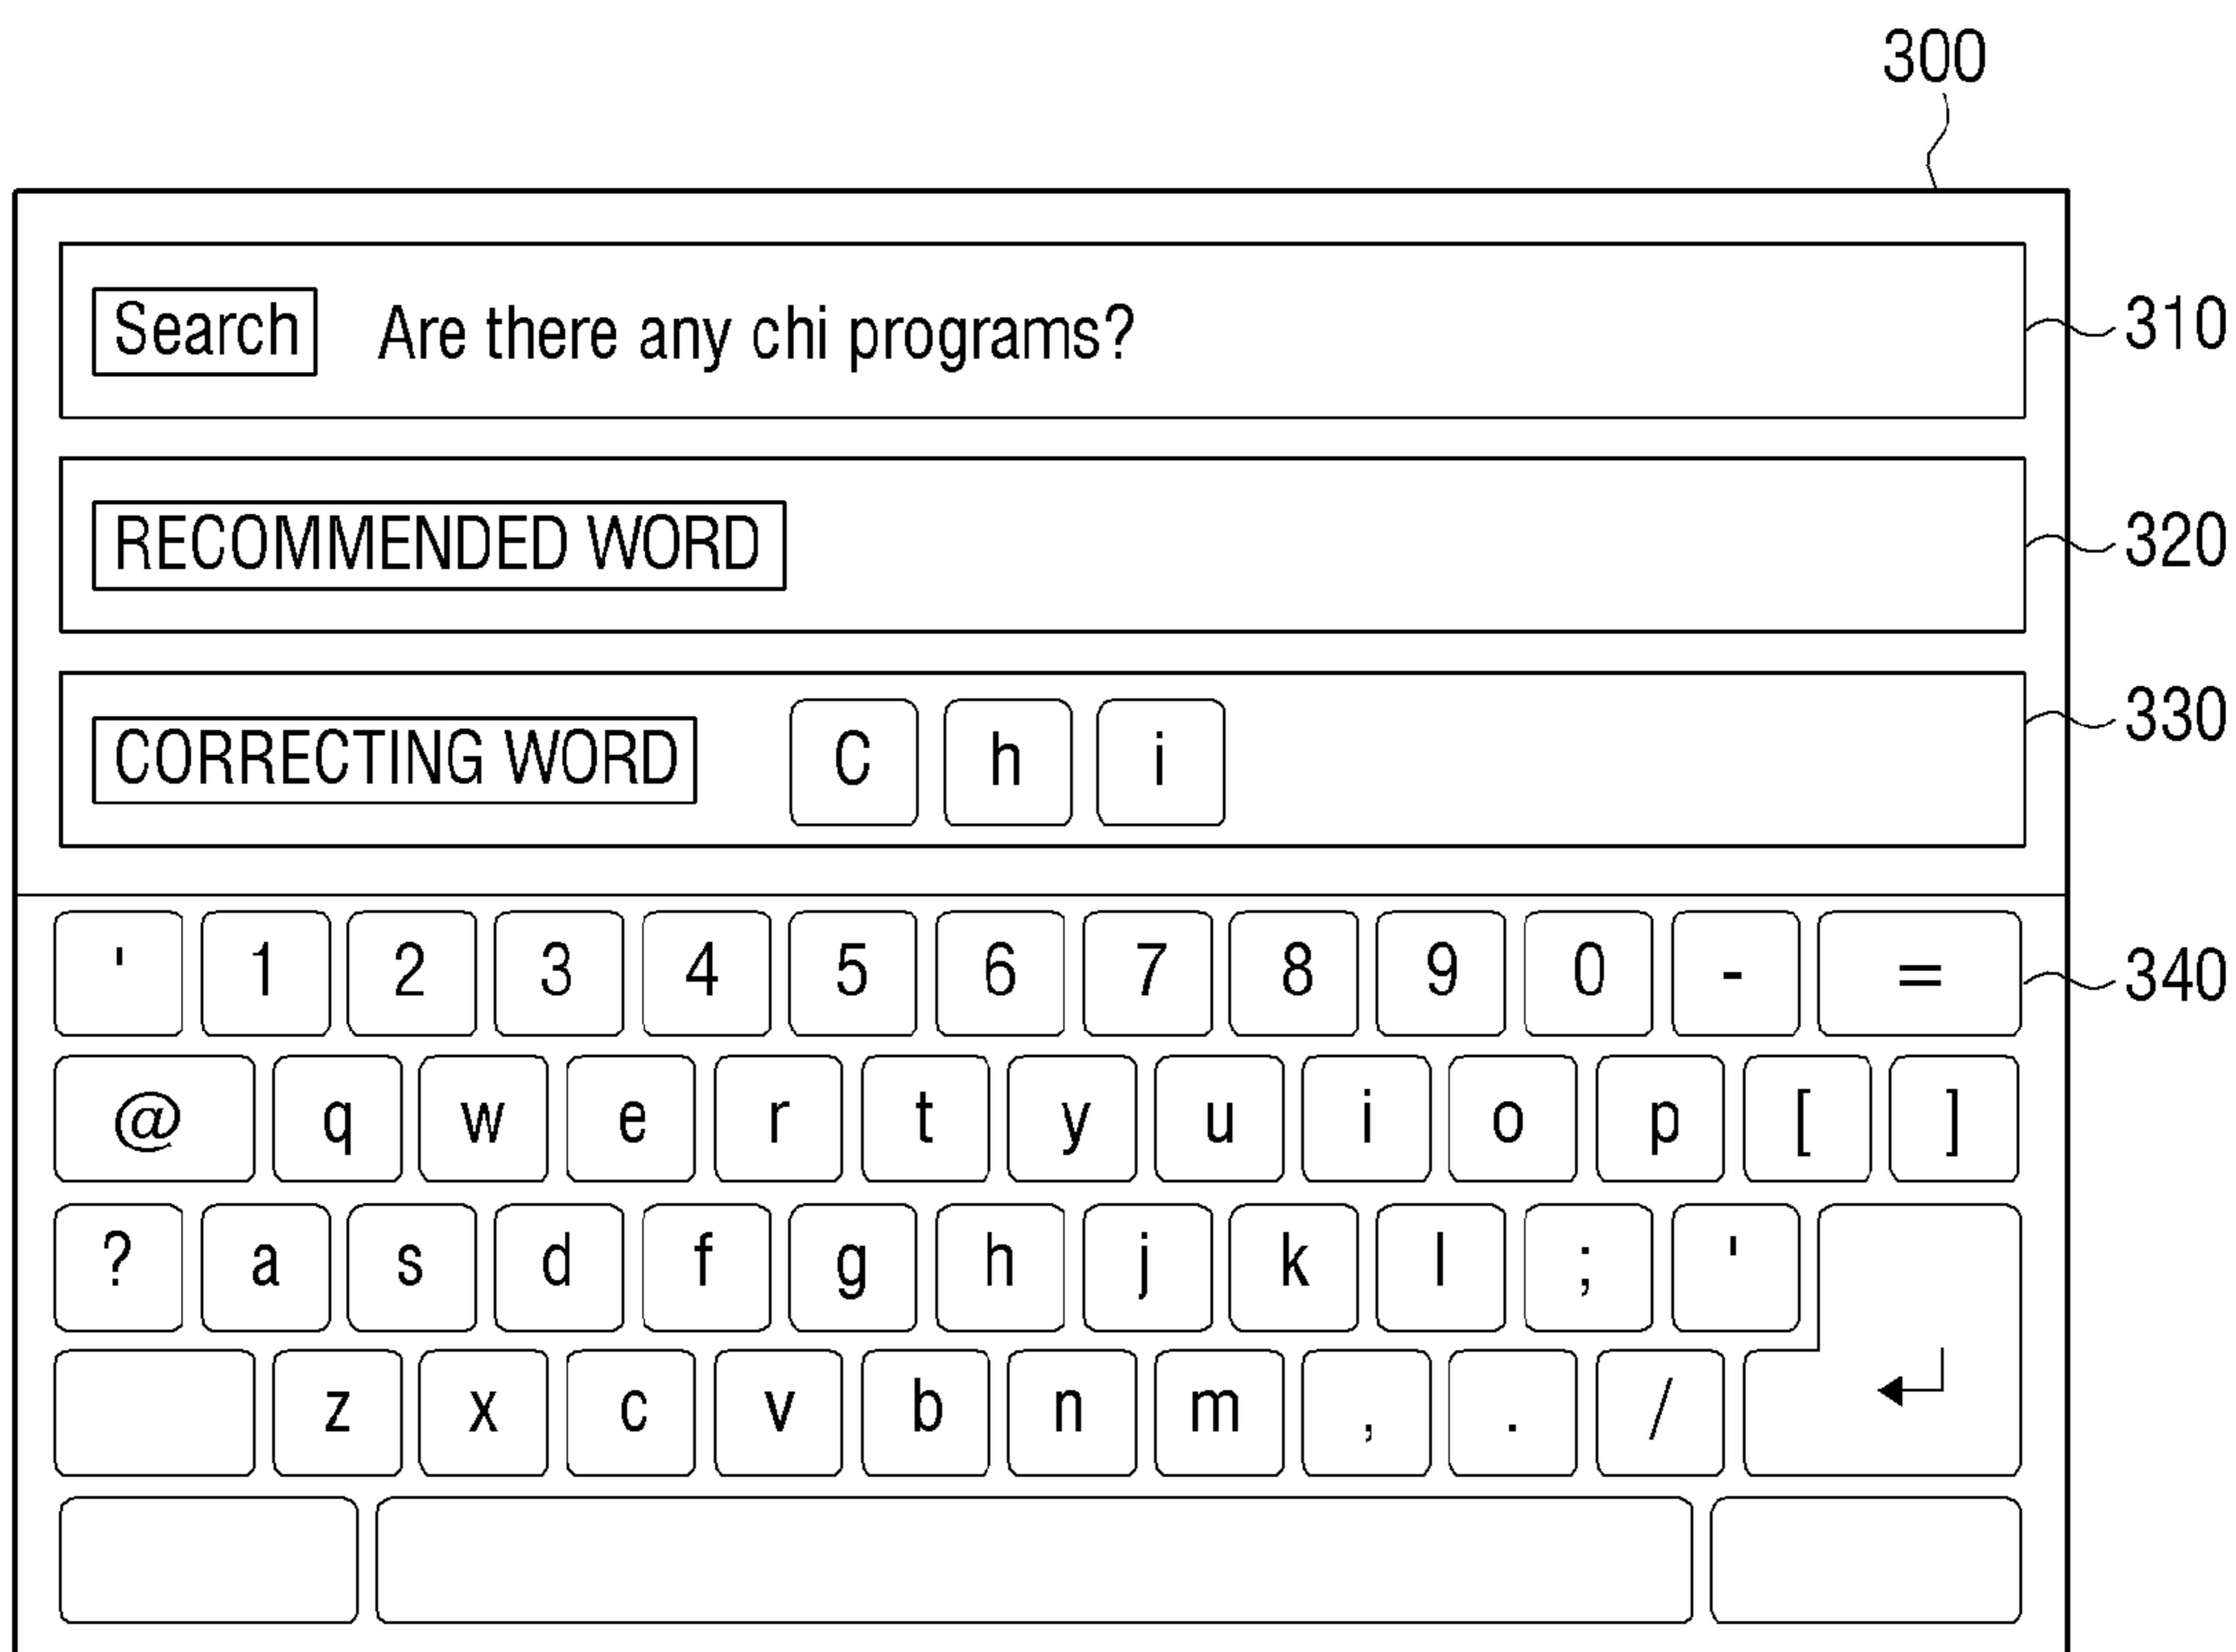 300
Search Are there any chi programs? 310
RECOMMENDED WORD 320
CORRECTING WORD C h i 330
' 1 2 3 4 5 6 7 8 9 0 - = 340
@ q w e r t y u i o p [ ]
? a s d f g h j k l ; '
z x c v b n m , . /